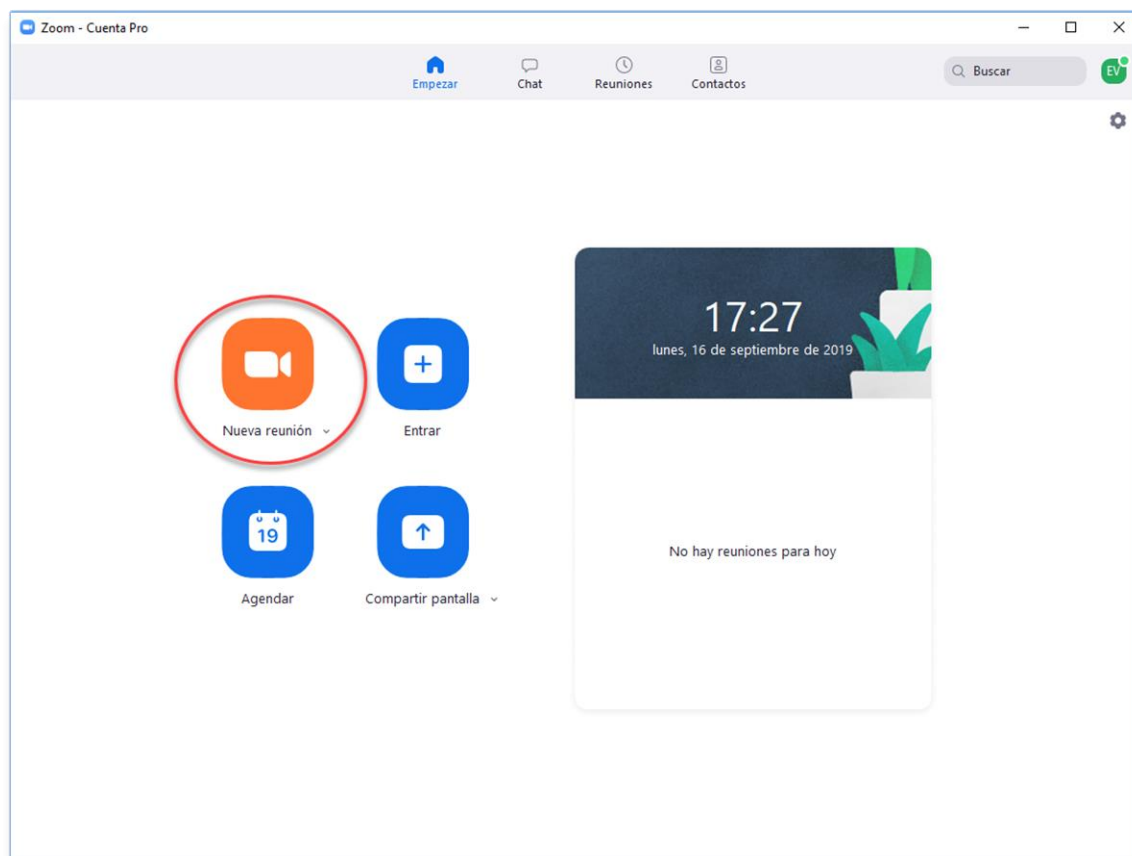 Zoom - Cuenta Pro
Empezar
Chat
Reuniones
Contactos
Buscar
EV
17:27
lunes, 16 de septiembre de 2019
Nueva reunión
Entrar
19
Agendar
Compartir pantalla
No hay reuniones para hoy